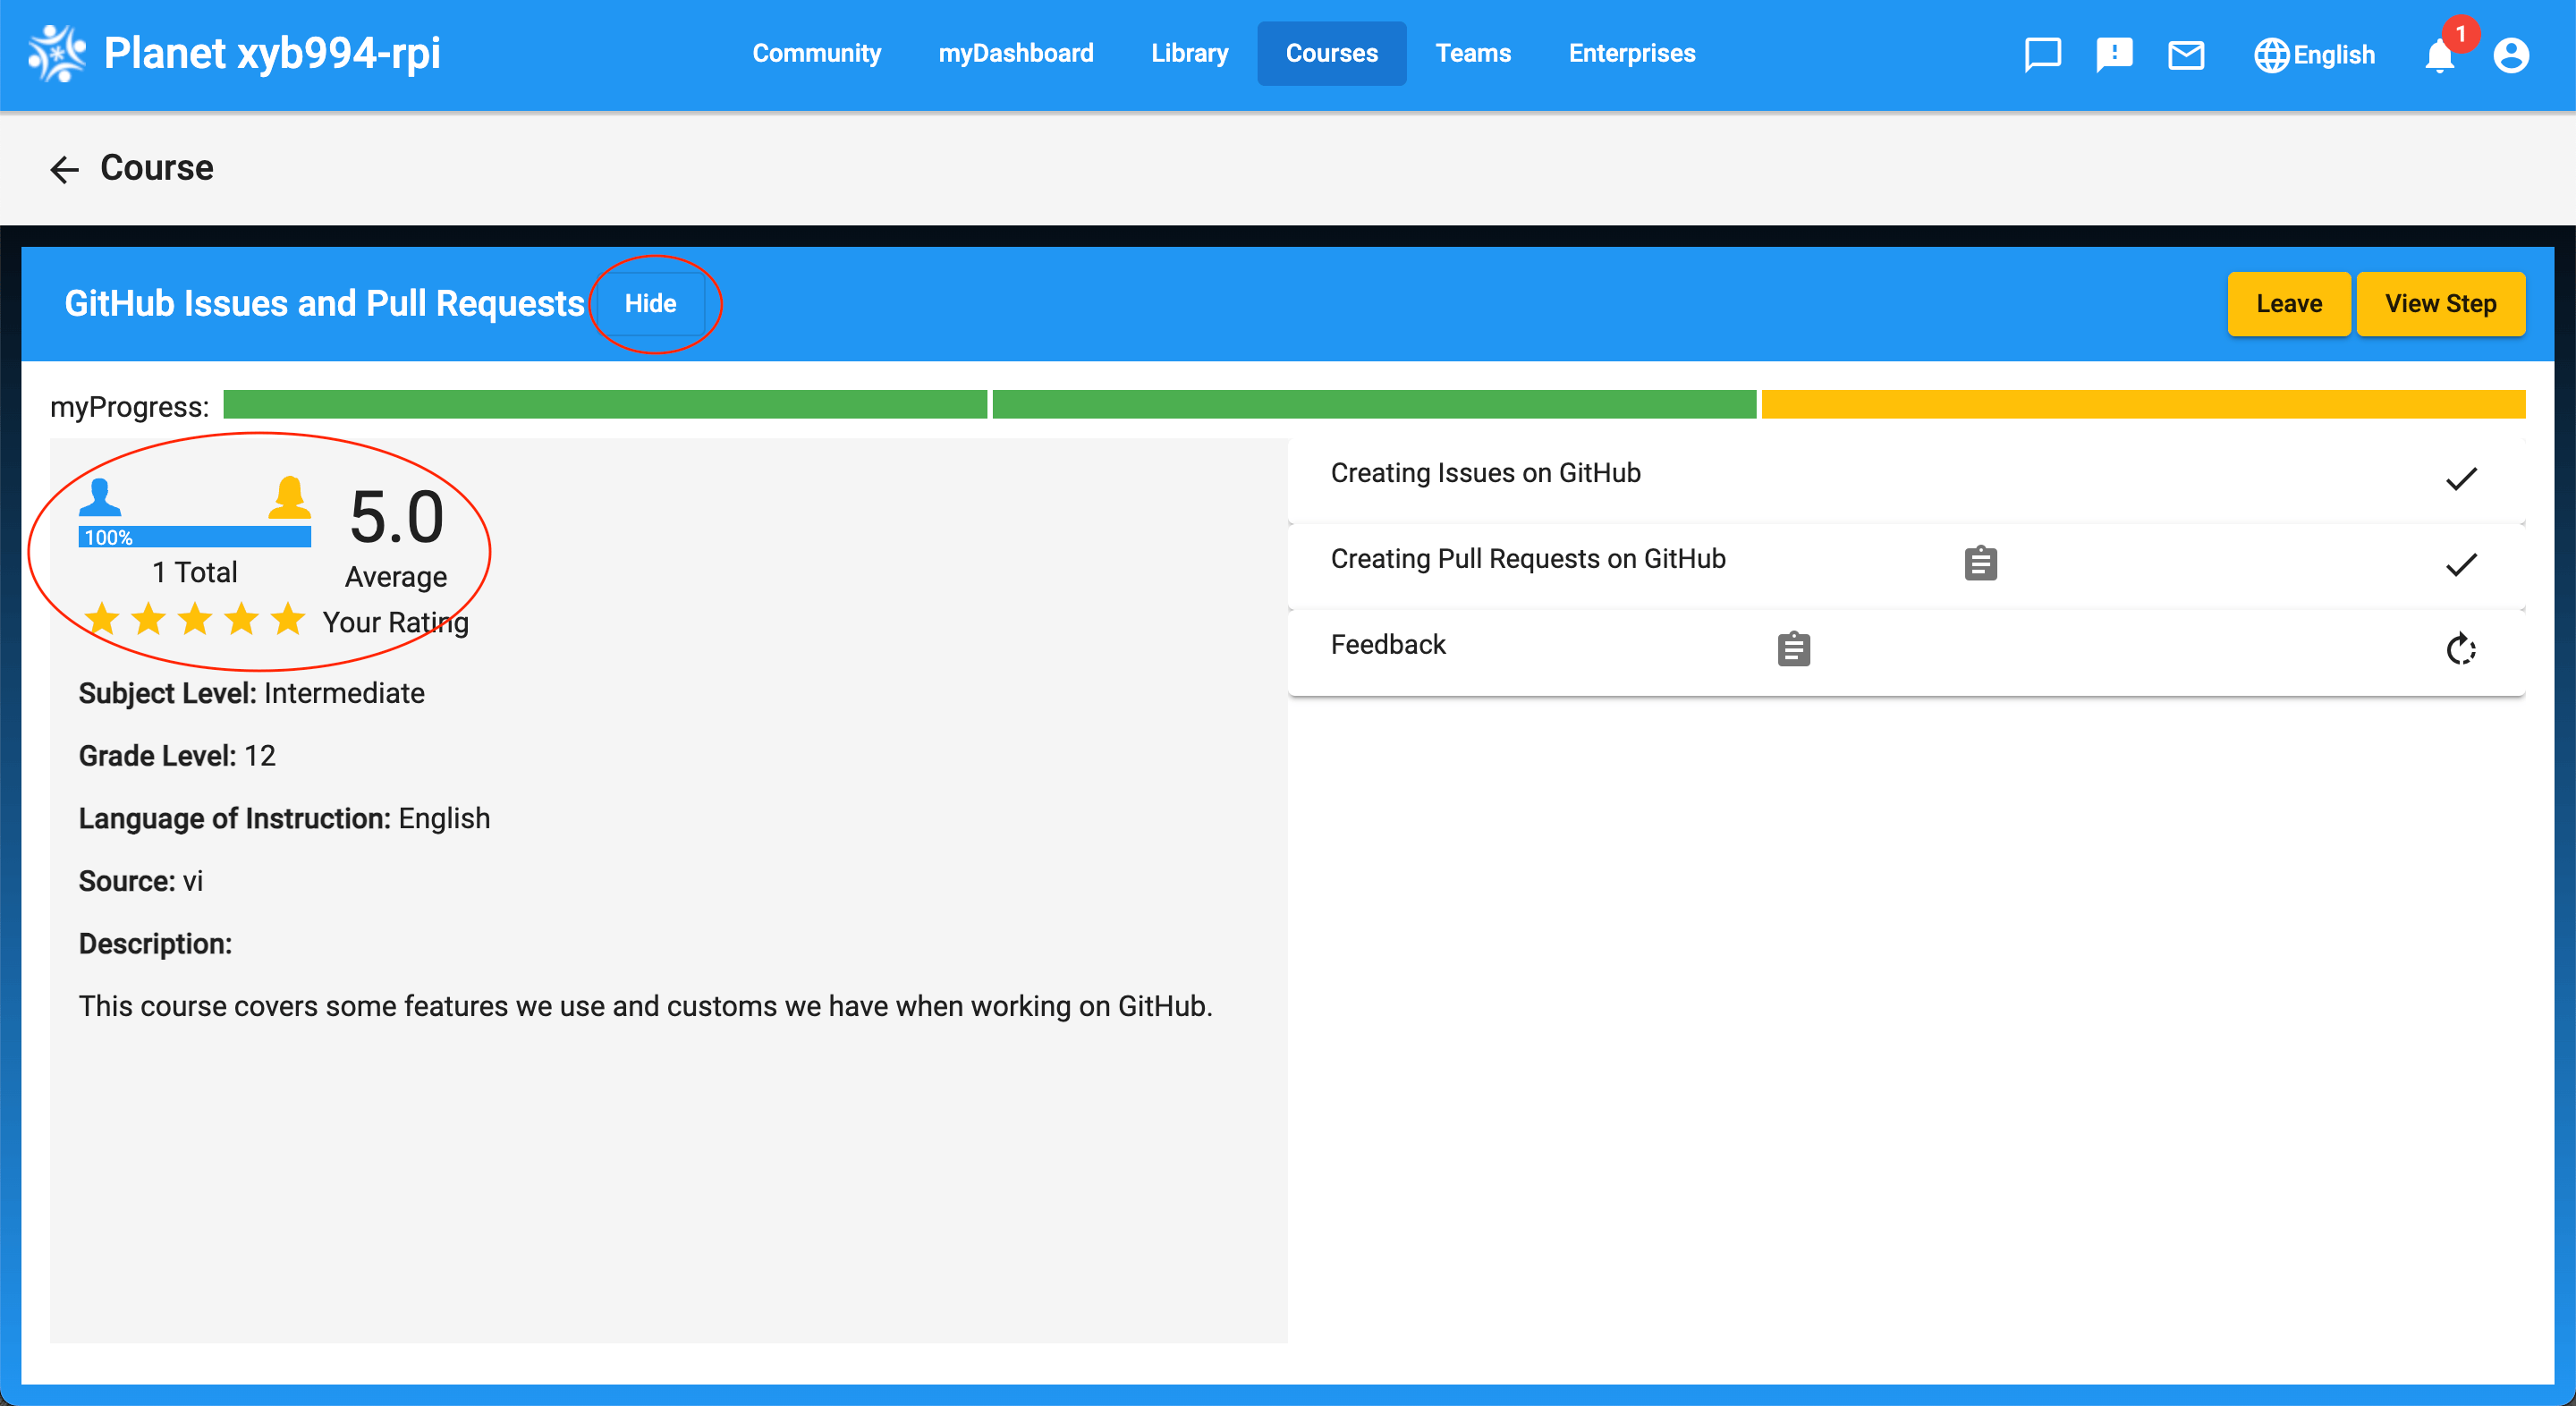 Planet xyb994-rpi Community myDashboard Library Courses Teams Enterprises English 1
Course
GitHub Issues and Pull Requests Hide Leave View Step
myProgress:
100%
1 Total
5.0
Average
Your Rating
Subject Level: Intermediate
Grade Level: 12
Language of Instruction: English
Source: vi
Description:
This course covers some features we use and customs we have when working on GitHub.
Creating Issues on GitHub
Creating Pull Requests on GitHub
Feedback